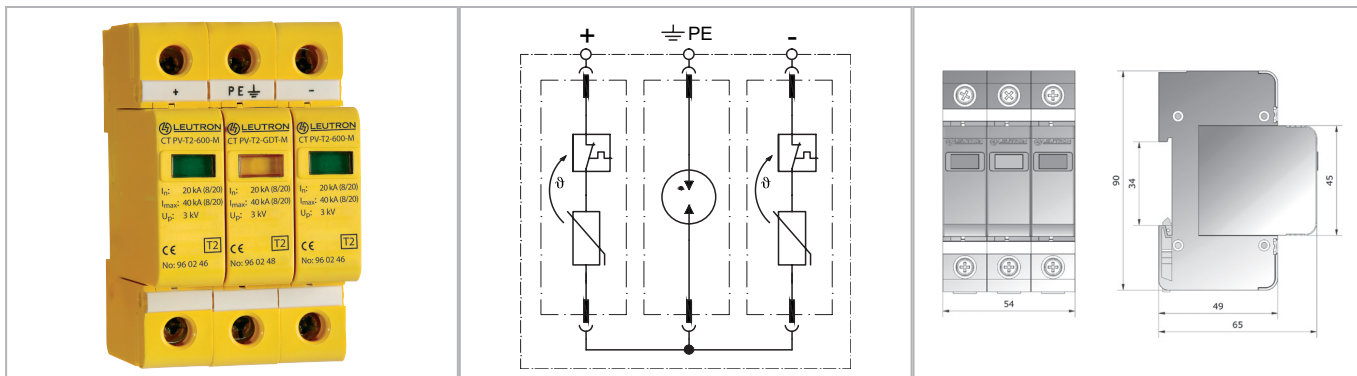 + PE -
LEUTRON LEUTRON LEUTRON
CT PV-T2-600-M CT PV-T2-GDT-M CT PV-T2-600-M
In: 20 kA (8/20) In: 20 kA (8/20) In: 20 kA (8/20)
Imax: 40 kA (8/20) Imax: 40 kA (8/20) Imax: 40 kA (8/20)
Up: 3 kV Up: 3 kV Up: 3 kV
CE T2 CE T2 CE T2
No: 96 02 46 No: 96 02 48 No: 96 02 46
+ PE -
ϑ ϑ
90
34
45
54
49
65